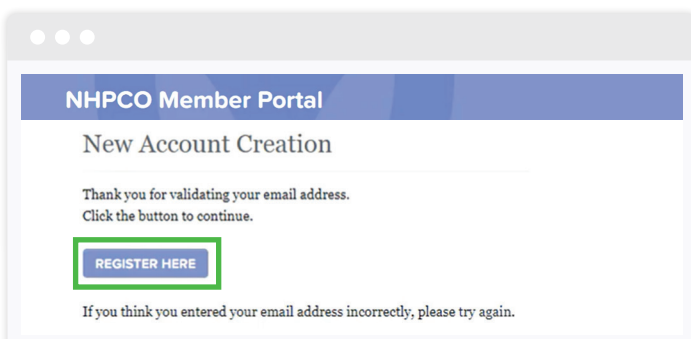 NHPCO Member Portal
New Account Creation
Thank you for validating your email address.
Click the button to continue.
REGISTER HERE
If you think you entered your email address incorrectly, please try again.